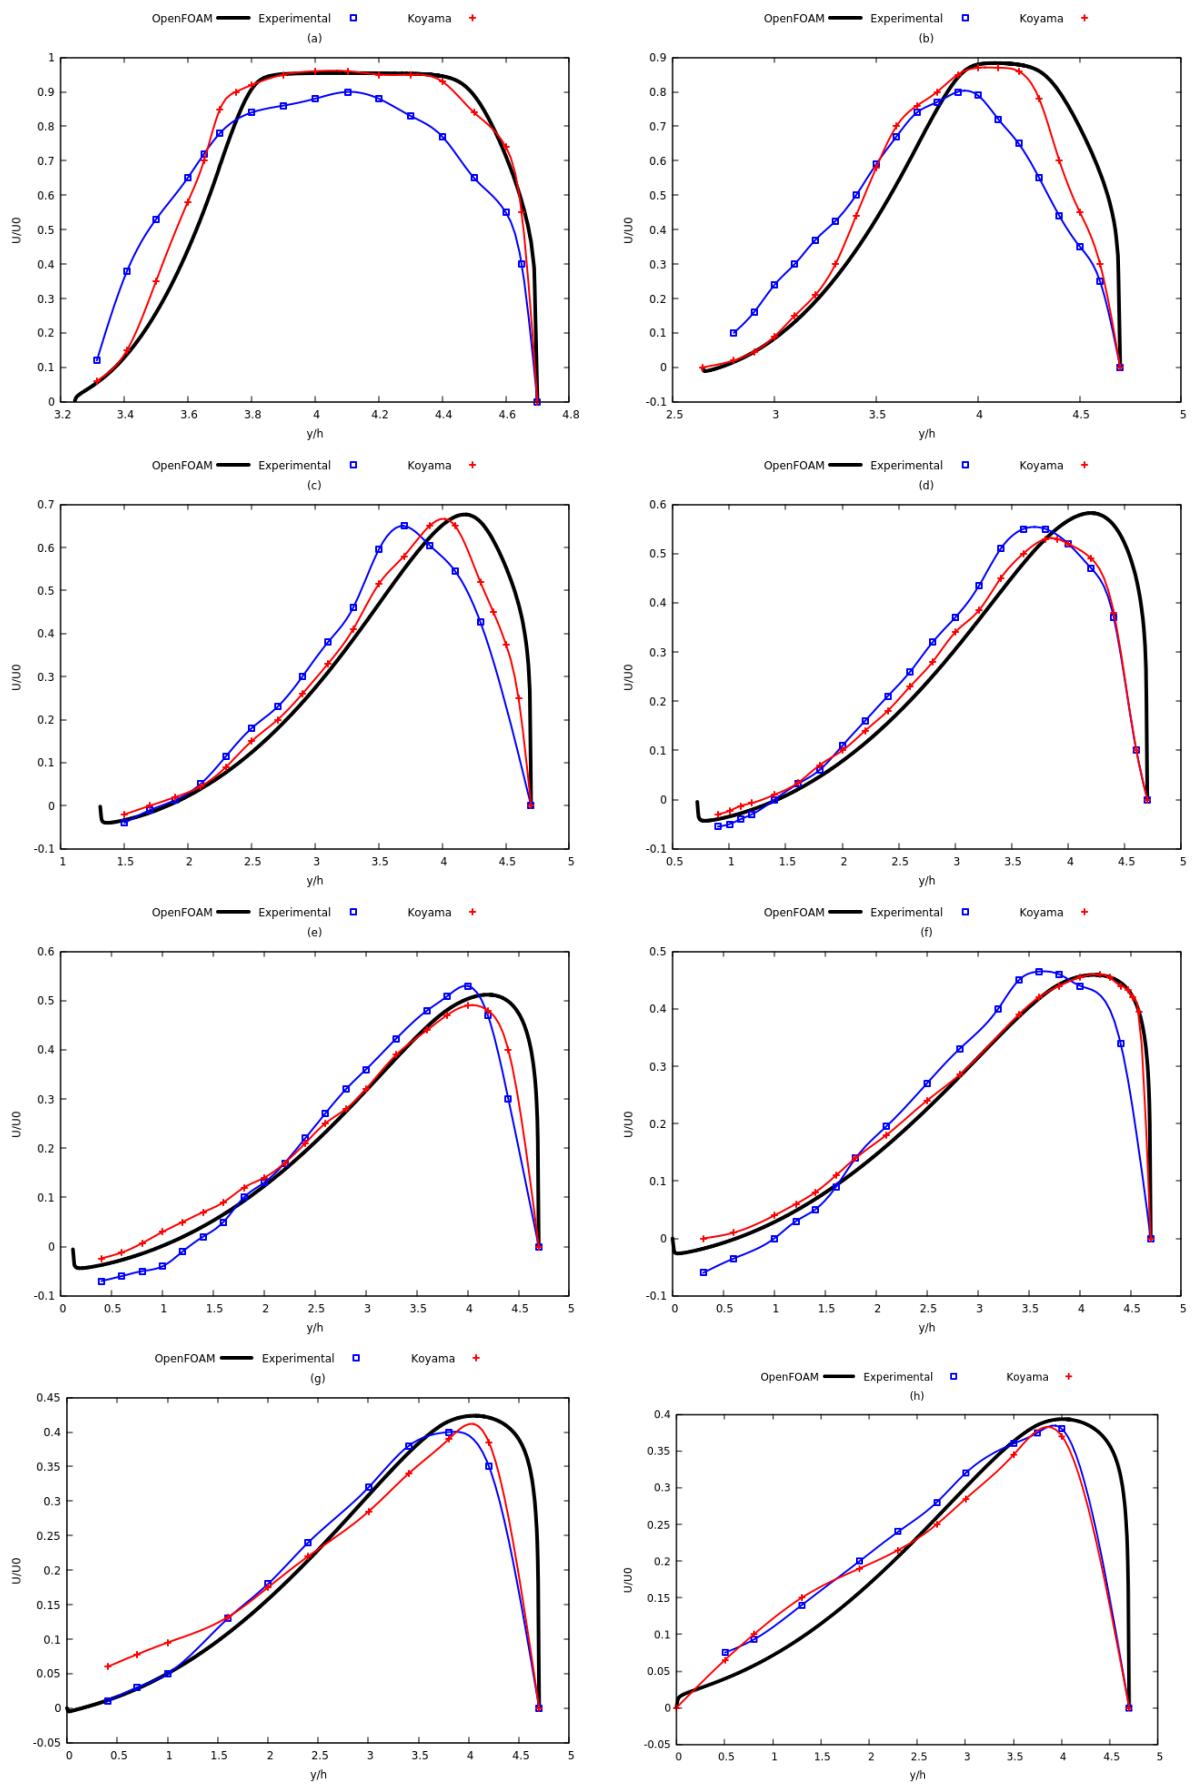 OpenFOAM Experimental Koyama
(a)
1
0.9
0.8
0.7
0.6
0.5
0.4
0.3
0.2
0.1
0
U/U0
3.2 3.4 3.6 3.8 4 4.2 4.4 4.6 4.8
y/h
OpenFOAM Experimental Koyama
(b)
0.9
0.8
0.7
0.6
0.5
0.4
0.3
0.2
0.1
0
-0.1
U/U0
2.5 3 3.5 4 4.5 5
y/h
OpenFOAM Experimental Koyama
(c)
0.7
0.6
0.5
0.4
0.3
0.2
0.1
0
-0.1
U/U0
1 1.5 2 2.5 3 3.5 4 4.5 5
y/h
OpenFOAM Experimental Koyama
(d)
0.6
0.5
0.4
0.3
0.2
0.1
0
-0.1
U/U0
0.5 1 1.5 2 2.5 3 3.5 4 4.5 5
y/h
OpenFOAM Experimental Koyama
(e)
0.6
0.5
0.4
0.3
0.2
0.1
0
-0.1
U/U0
0 0.5 1 1.5 2 2.5 3 3.5 4 4.5 5
y/h
OpenFOAM Experimental Koyama
(f)
0.5
0.4
0.3
0.2
0.1
0
-0.1
U/U0
0 0.5 1 1.5 2 2.5 3 3.5 4 4.5 5
y/h
OpenFOAM Experimental Koyama
(g)
0.45
0.4
0.35
0.3
0.25
0.2
0.15
0.1
0.05
0
-0.05
U/U0
0 0.5 1 1.5 2 2.5 3 3.5 4 4.5 5
y/h
OpenFOAM Experimental Koyama
(h)
0.4
0.35
0.3
0.25
0.2
0.15
0.1
0.05
0
-0.05
U/U0
0 0.5 1 1.5 2 2.5 3 3.5 4 4.5 5
y/h